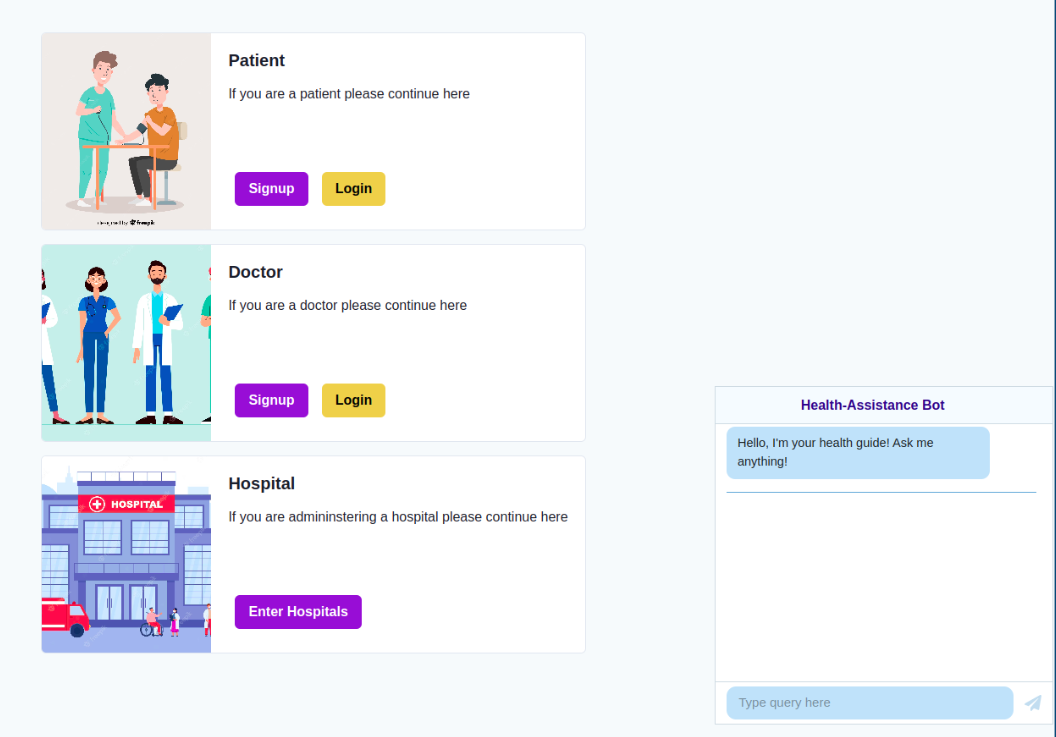 Patient
If you are a patient please continue here
Signup Login
designed by freepik
Doctor
If you are a doctor please continue here
Signup Login
HOSPITAL
Hospital
If you are admininstering a hospital please continue here
Enter Hospitals
Health-Assistance Bot
Hello, I'm your health guide! Ask me
anything!
Type query here